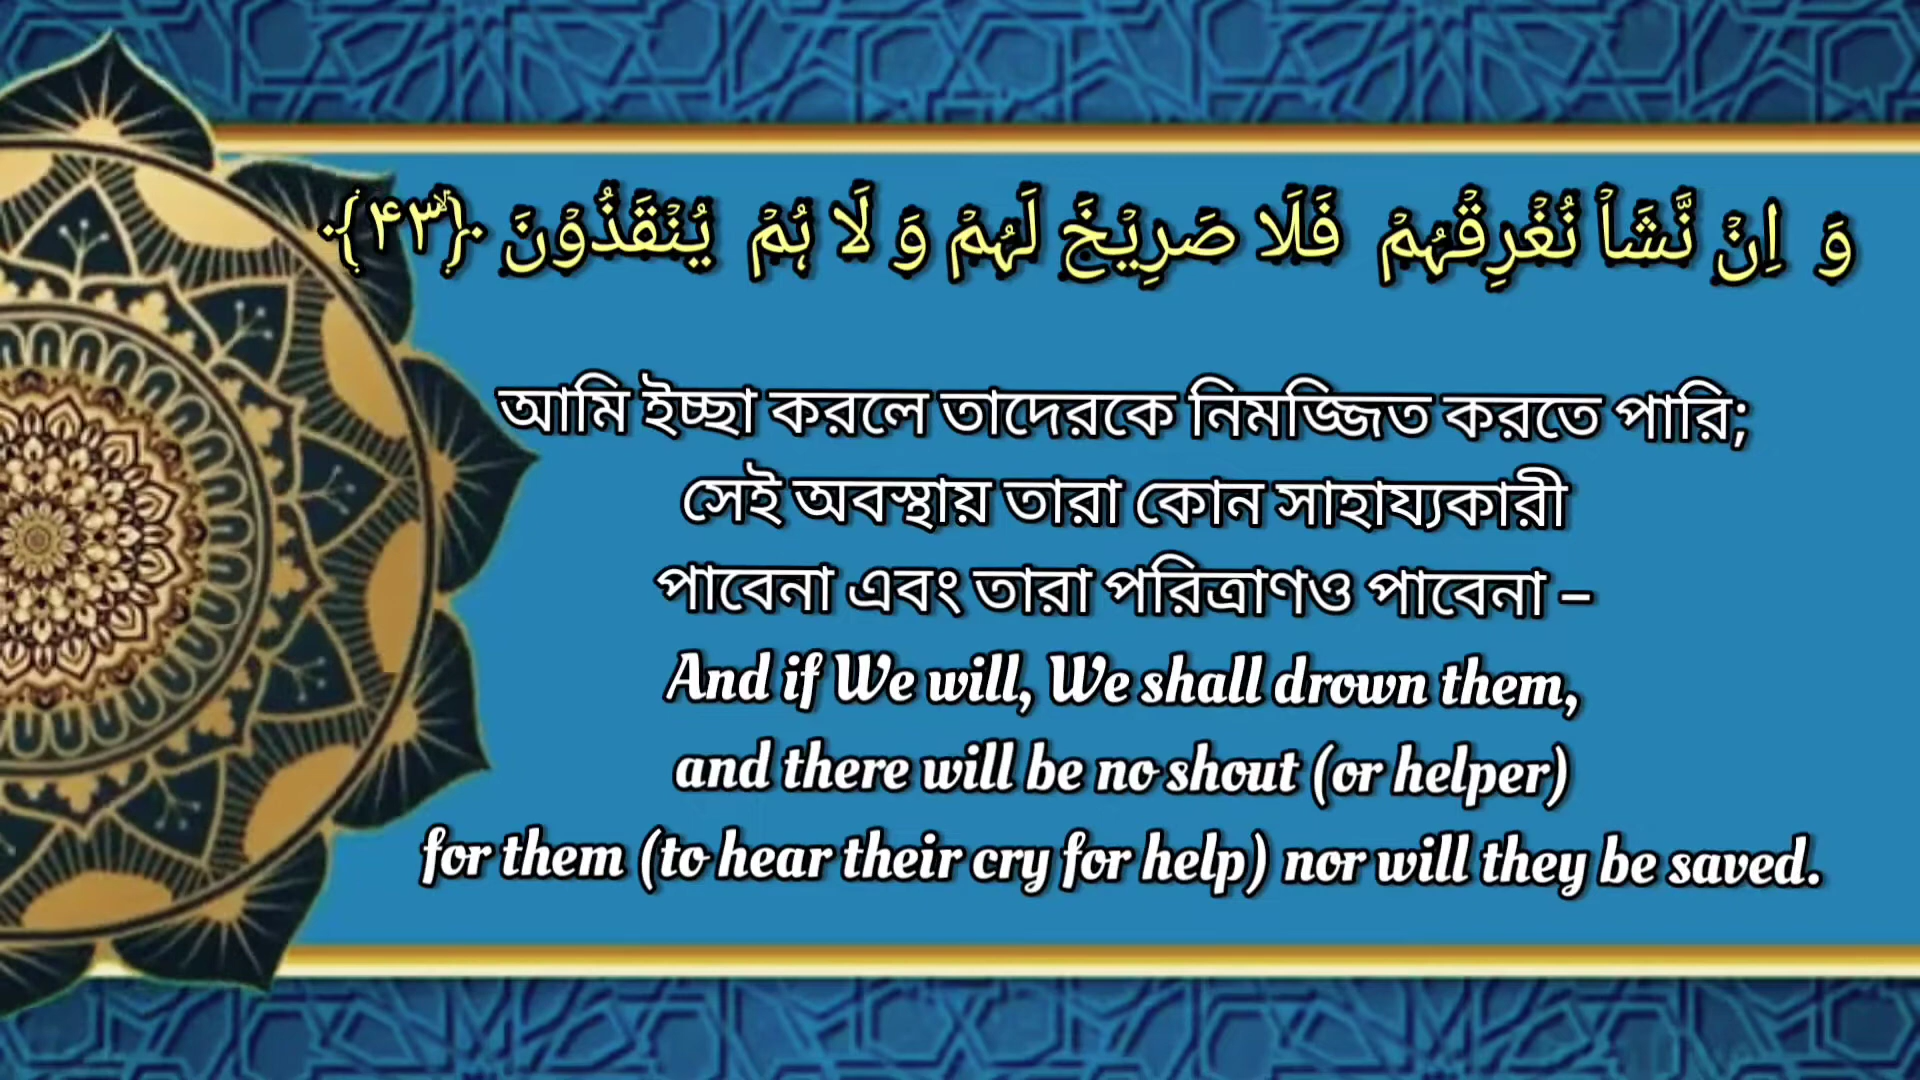 وَ اِنۡ نَّشَاۡ نُغۡرِقۡہُمۡ فَلَا صَرِیۡخَ لَہُمۡ وَ لَا ہُمۡ یُنۡقَذُوۡنَ ﴿ۙ۴۳﴾
আমি ইচ্ছা করলে তাদেরকে নিমজ্জিত করতে পারি;
সেই অবস্থায় তারা কোন সাহায্যকারী
পাবেনা এবং তারা পরিত্রাণও পাবেনা –
And if We will, We shall drown them,
and there will be no shout (or helper)
for them (to hear their cry for help) nor will they be saved.